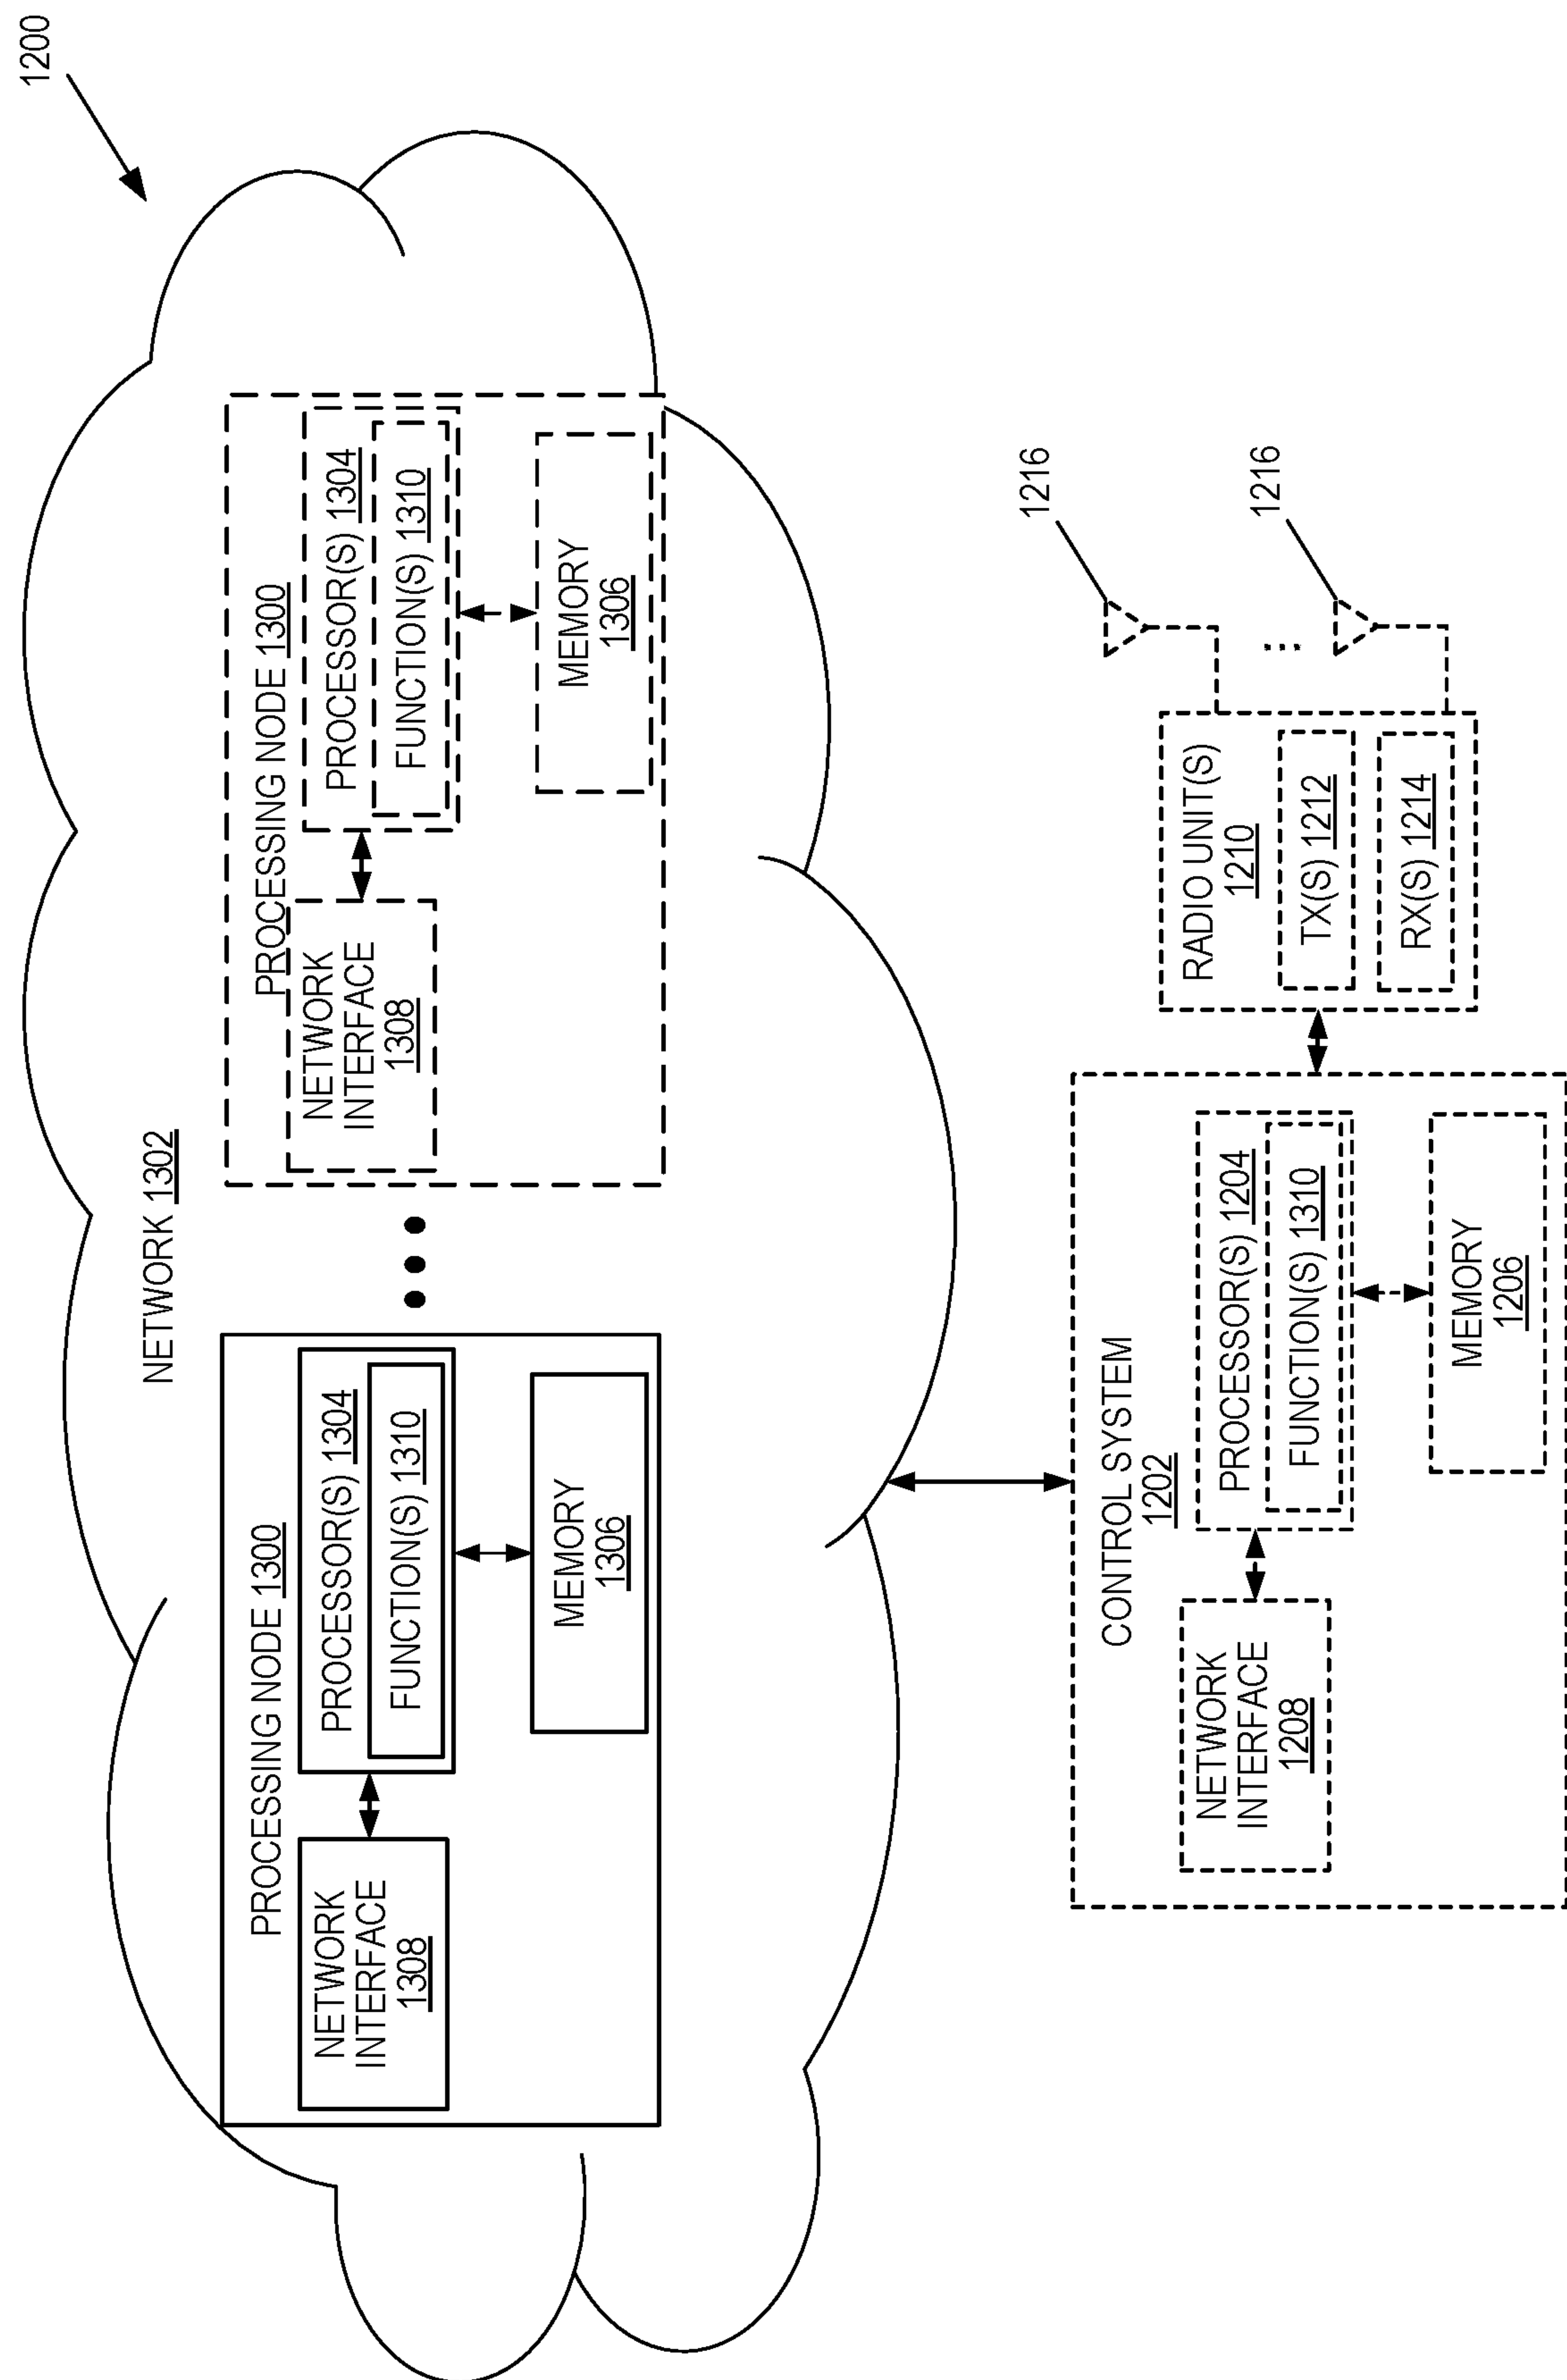 1200
NETWORK 1302
PROCESSING NODE 1300
NETWORK
INTERFACE
1308
PROCESSOR(S) 1304
FUNCTION(S) 1310
MEMORY
1306
PROCESSING NODE 1300
NETWORK
INTERFACE
1308
PROCESSOR(S) 1304
FUNCTION(S) 1310
MEMORY
1306
CONTROL SYSTEM
1202
NETWORK
INTERFACE
1208
PROCESSOR(S) 1204
FUNCTION(S) 1310
MEMORY
1206
RADIO UNIT(S)
1210
TX(S) 1212
RX(S) 1214
1216
1216